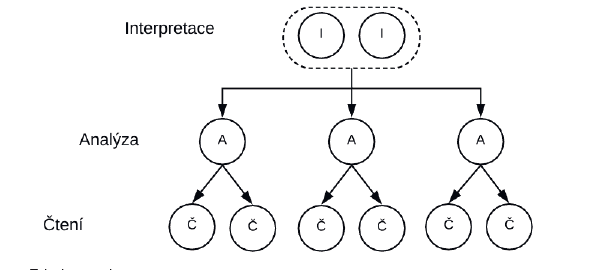 Interpretace
I I
Analýza
A A A
Čtení
Č Č Č Č Č Č